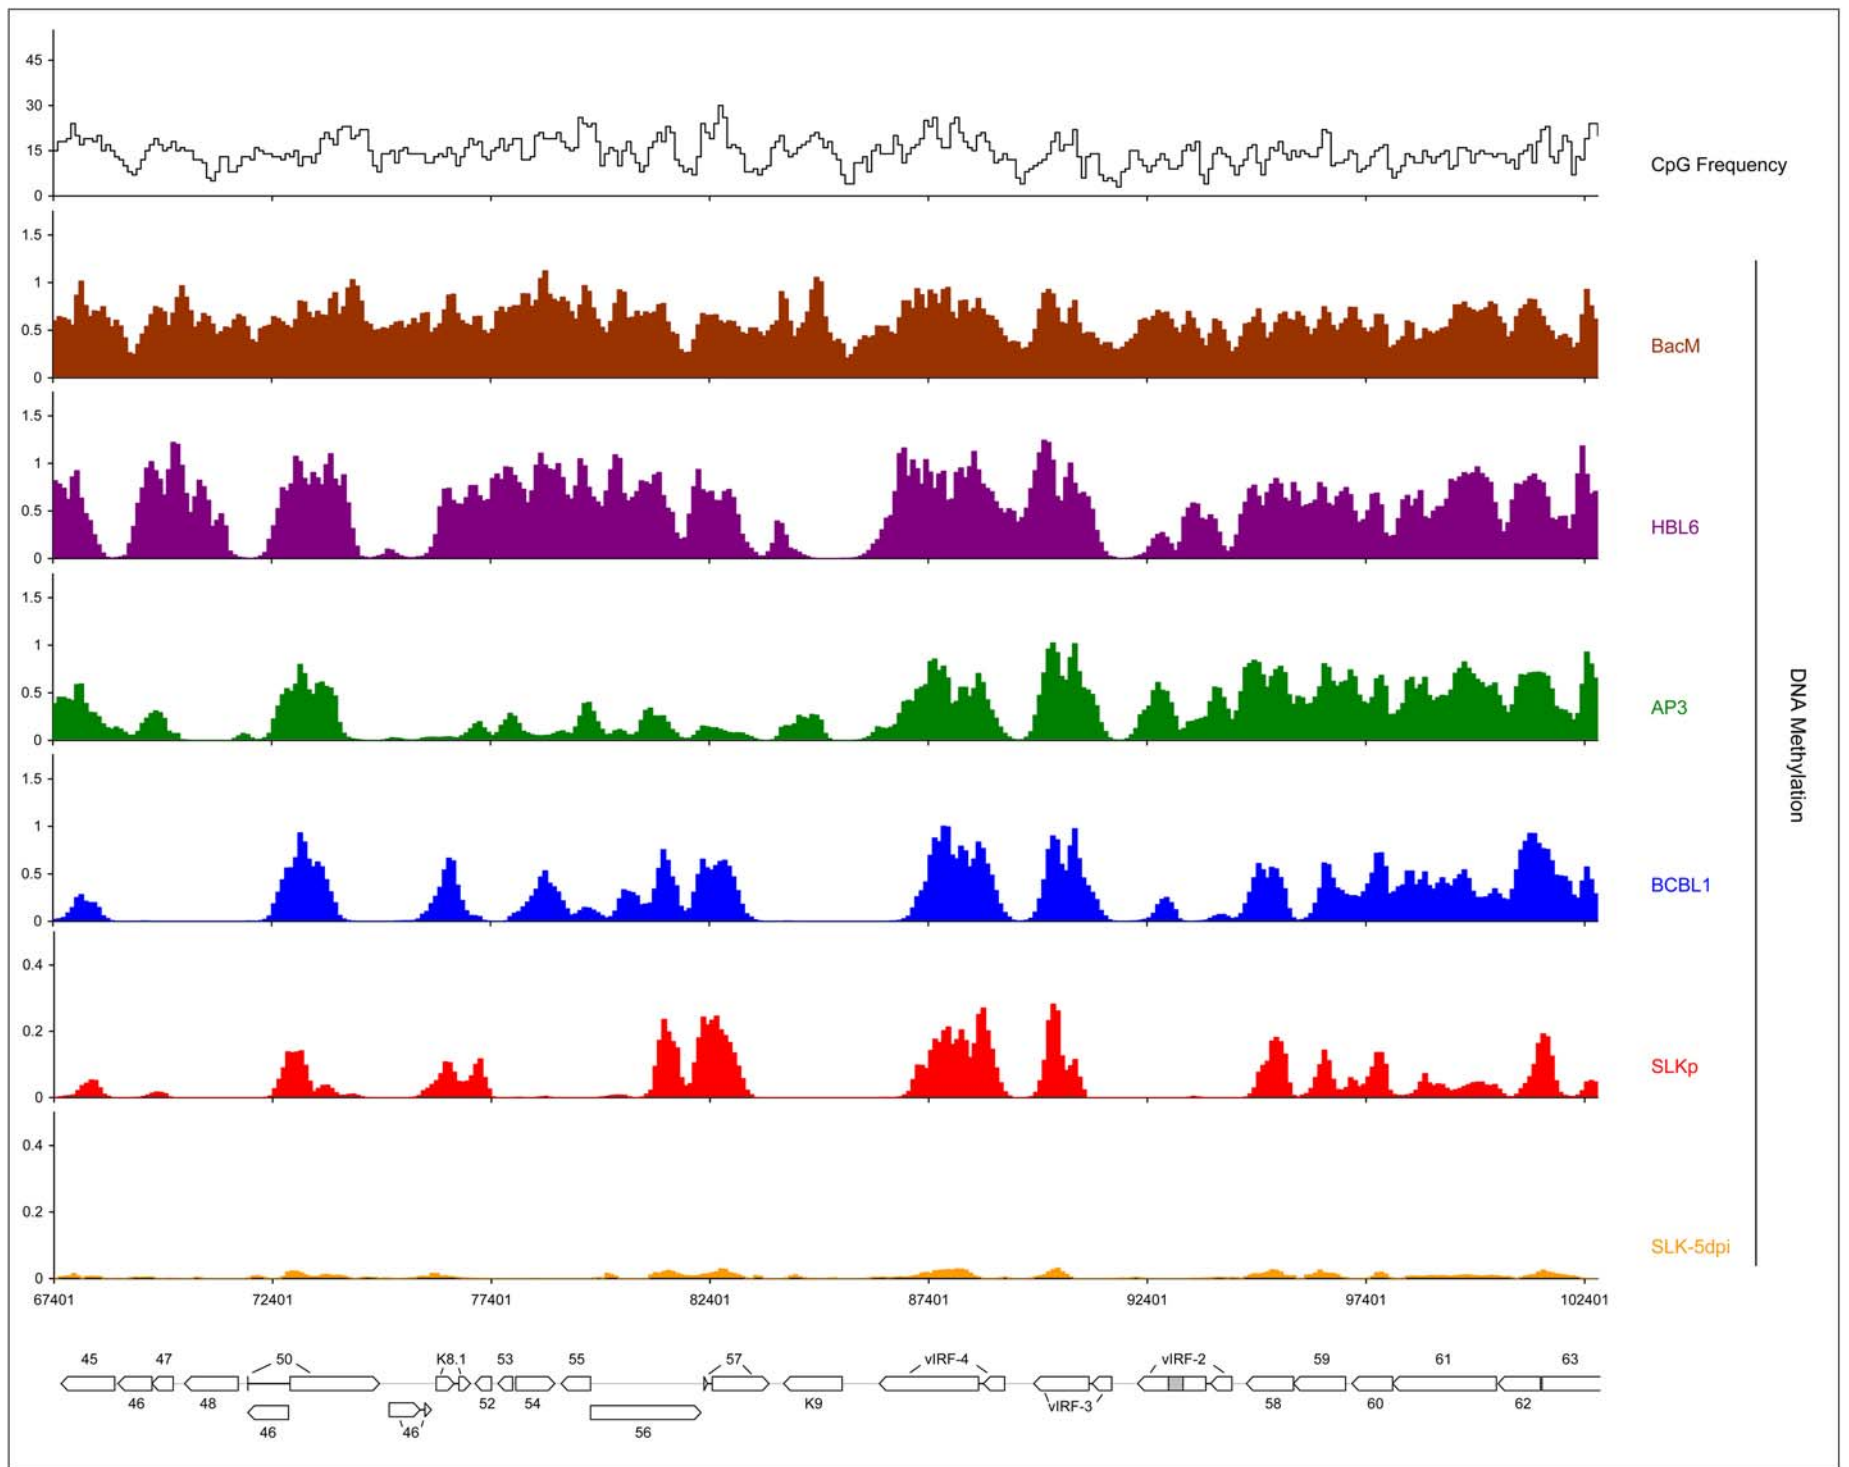 45
30
15
0
CpG Frequency
1.5
1
0.5
0
BacM
1.5
1
0.5
0
HBL6
1.5
1
0.5
0
AP3
1.5
1
0.5
0
BCBL1
0.4
0.2
0
SLKp
0.4
0.2
0
SLK-5dpi
DNA Methylation
67401 72401 77401 82401 87401 92401 97401 102401
45 47 50 K8.1 53 55 57 vIRF-4 vIRF-2 59 61 63
46 48 52 54 K9 vIRF-3 58 60 62
46 46 56